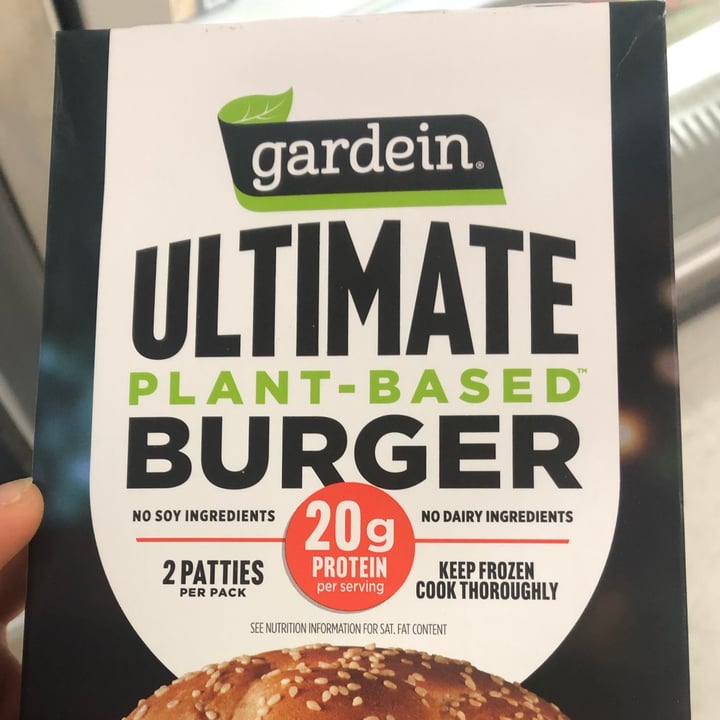 gardein®
ULTIMATE
PLANT-BASED™
BURGER
NO SOY INGREDIENTS
20g
PROTEIN
per serving
NO DAIRY INGREDIENTS
2 PATTIES
PER PACK
KEEP FROZEN
COOK THOROUGHLY
SEE NUTRITION INFORMATION FOR SAT. FAT CONTENT